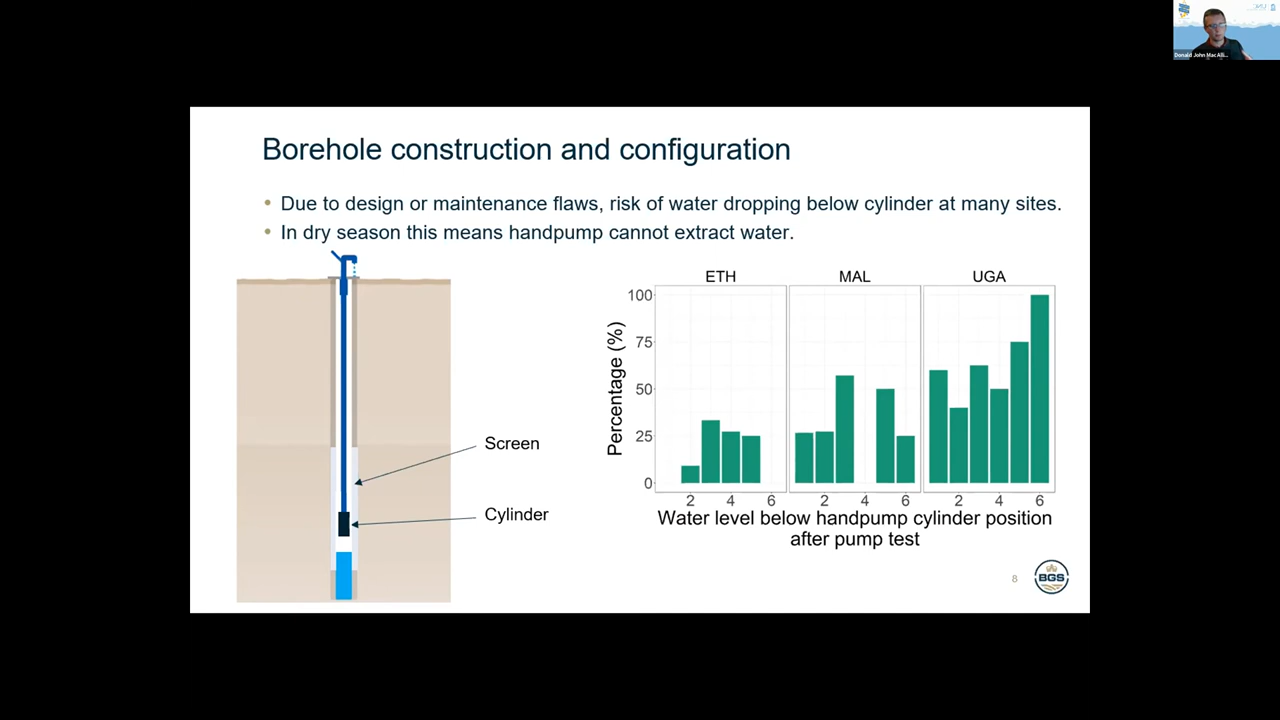 Donald John MacAlli...
Borehole construction and configuration
• Due to design or maintenance flaws, risk of water dropping below cylinder at many sites.
• In dry season this means handpump cannot extract water.
Screen
Cylinder
ETH MAL UGA
Percentage (%)
100
75
50
25
0
2 4 6 2 4 6 2 4 6
Water level below handpump cylinder position
after pump test
8
BGS